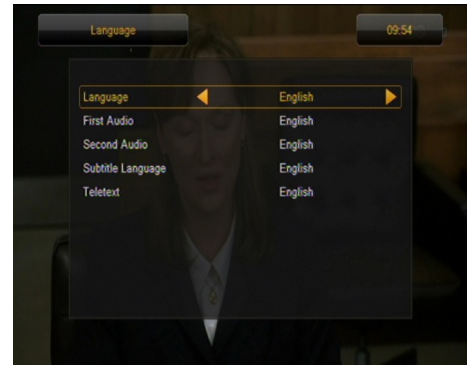 Language 09:54
Language English
First Audio English
Second Audio English
Subtitle Language English
Teletext English